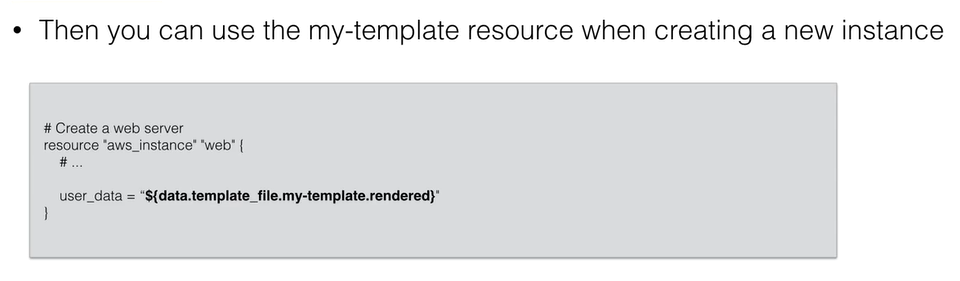 • Then you can use the my-template resource when creating a new instance
# Create a web server
resource "aws_instance" "web" {
# ...
user_data = “${data.template_file.my-template.rendered}"
}